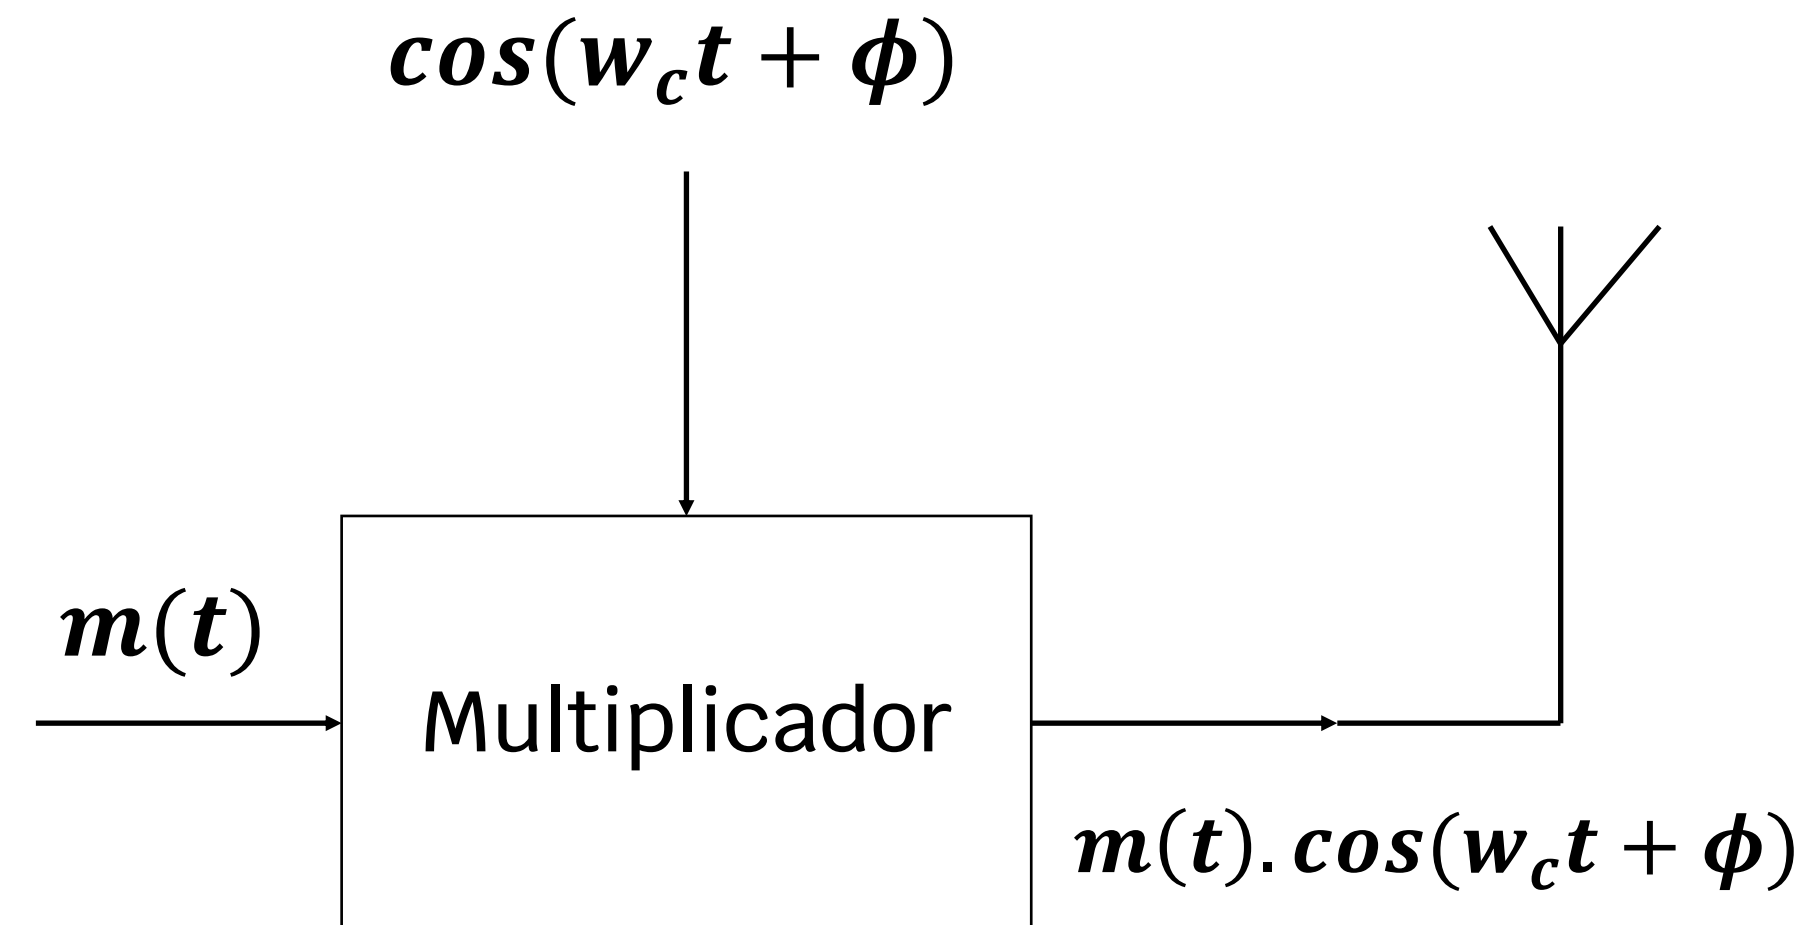 cos(w_c t + ϕ)
m(t)
Multiplicador
m(t). cos(w_c t + ϕ)